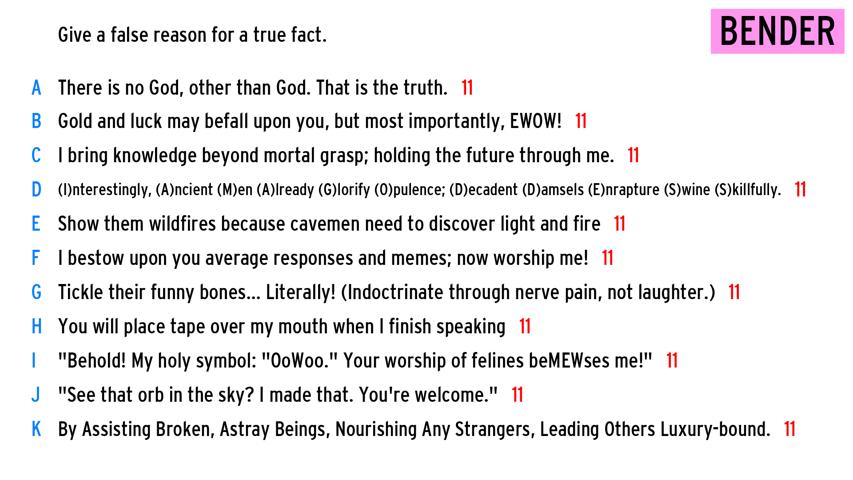 Give a false reason for a true fact.
BENDER
A There is no God, other than God. That is the truth. 11
B Gold and luck may befall upon you, but most importantly, EWOW! 11
C I bring knowledge beyond mortal grasp; holding the future through me. 11
D (I)nterestingly, (A)ncient (M)en (A)lready (G)lorify (O)pulence; (D)ecadent (D)amsels (E)nrapture (S)wine (S)killfully. 11
E Show them wildfires because cavemen need to discover light and fire 11
F I bestow upon you average responses and memes; now worship me! 11
G Tickle their funny bones... Literally! (Indoctrinate through nerve pain, not laughter.) 11
H You will place tape over my mouth when I finish speaking 11
I "Behold! My holy symbol: "OoWoo." Your worship of felines beMEWses me!" 11
J "See that orb in the sky? I made that. You're welcome." 11
K By Assisting Broken, Astray Beings, Nourishing Any Strangers, Leading Others Luxury-bound. 11